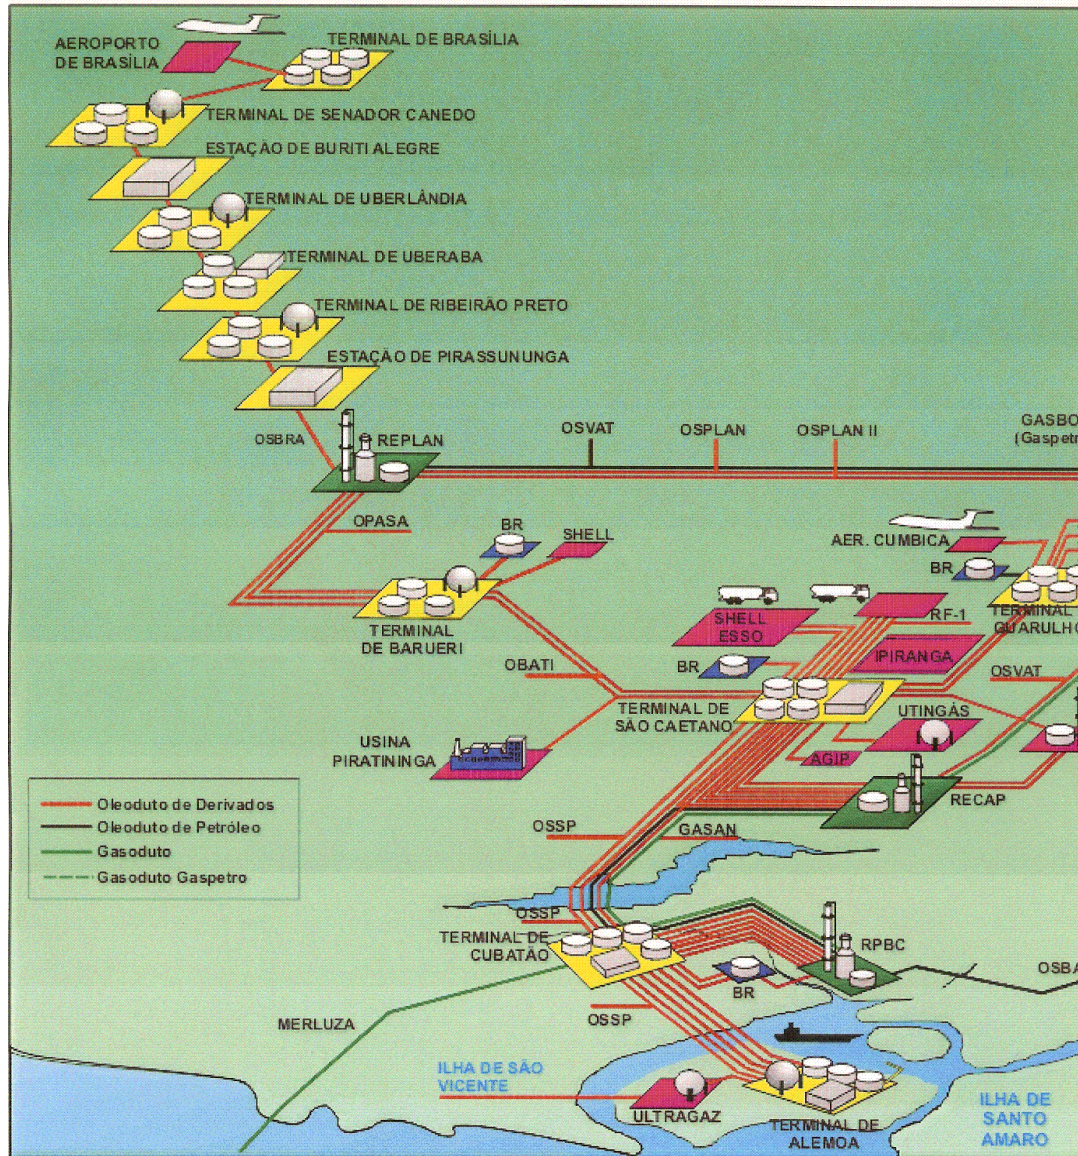 AEROPORTO
DE BRASÍLIA
TERMINAL DE BRASÍLIA
TERMINAL DE SENADOR CANEDO
ESTAÇÃO DE BURITI ALEGRE
TERMINAL DE UBERLÂNDIA
TERMINAL DE UBERABA
TERMINAL DE RIBEIRÃO PRETO
ESTAÇÃO DE PIRASSUNUNGA
OSBRA
REPLAN
OSVAT
OSPLAN
OSPLAN II
GASBO
(Gaspetr
OPASA
BR
SHELL
TERMINAL
DE BARUERI
AER. CUMBICA
BR
TERMINAL
GUARULHO
SHELL
ESSO
RF-1
BR
IPIRANGA
OBATI
OSVAT
TERMINAL DE
SÃO CAETANO
UTINGÁS
USINA
PIRATININGA
AGIP
RECAP
Oleoduto de Derivados
Oleoduto de Petróleo
Gasoduto
Gasoduto Gaspetro
OSSP
GASAN
OSSP
TERMINAL DE
CUBATÃO
RPBC
BR
OSBA
OSSP
MERLUZA
ILHA DE SÃO
VICENTE
ULTRAGAZ
TERMINAL DE
ALEMOA
ILHA DE
SANTO
AMARO